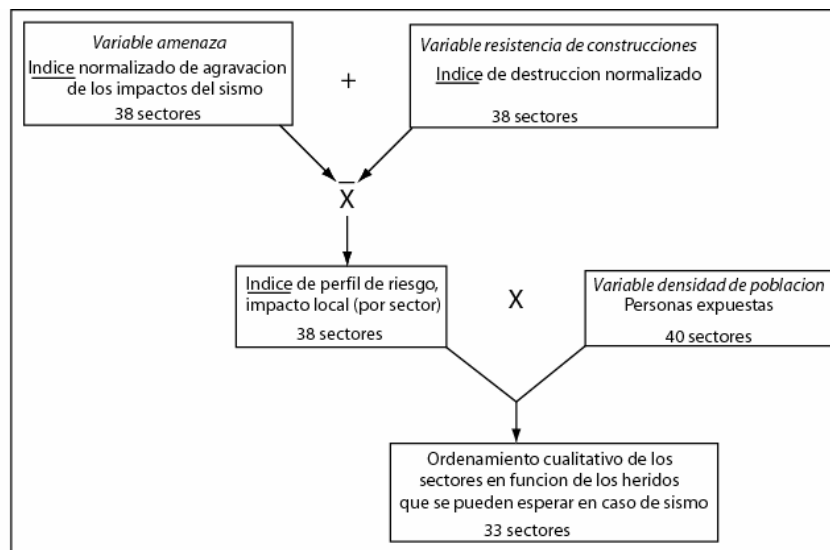 Variable amenaza
Indice normalizado de agravacion
de los impactos del sismo
38 sectores
+
Variable resistencia de construcciones
Indice de destruccion normalizado
38 sectores
X̅
Indice de perfil de riesgo,
impacto local (por sector)
38 sectores
X
Variable densidad de poblacion
Personas expuestas
40 sectores
Ordenamiento cualitativo de los
sectores en funcion de los heridos
que se pueden esperar en caso de sismo
33 sectores